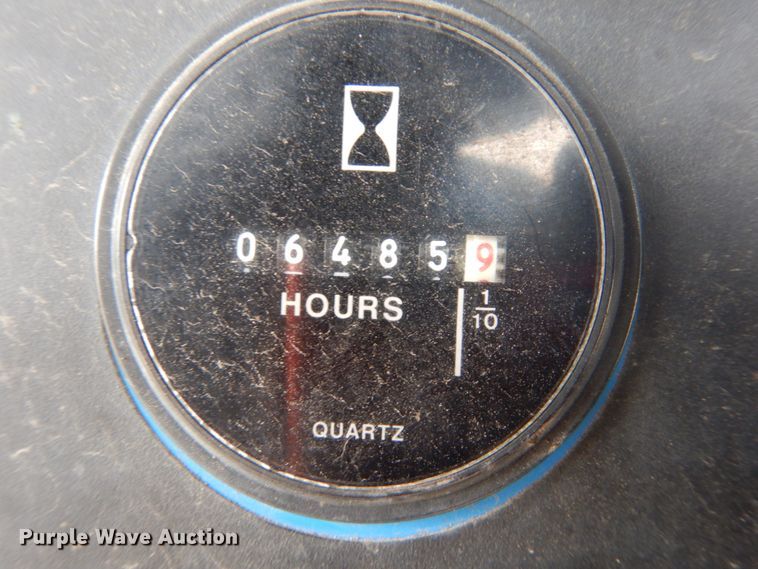 064859
HOURS
1/10
QUARTZ
Purple Wave Auction